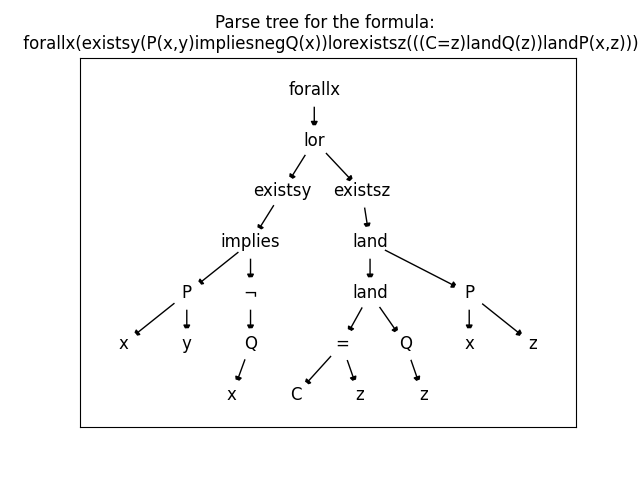 Parse tree for the formula:
forallx(existsy(P(x,y)impliesnegQ(x))lorexistsz(((C=z)landQ(z))landP(x,z)))
forallx
lor
existsy existsz
implies land
P ¬ land P
x y Q = Q x z
x C z z